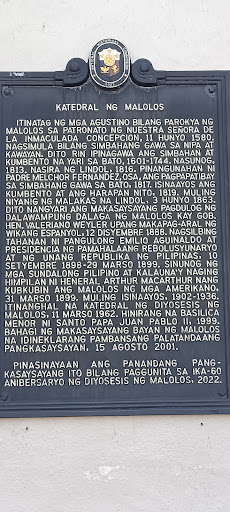 KATEDRAL NG MALOLOS
ITINATAG NG MGA AGUSTINO BILANG PAROKYA NG
MALOLOS SA PATRONATO NG NUESTRA SEÑORA DE
LA INMACULADA CONCEPCION, 11 HUNYO 1580.
NAGSIMULA BILANG SIMBAHANG GAWA SA NIPA AT
KAWAYAN. DITO RIN IPINAGAWA ANG SIMBAHAN AT
KUMBENTO NA YARI SA BATO, 1601-1744. NASUNOG,
1813. NASIRA NG LINDOL, 1816. PINANGUNAHAN NI
PADRE MELCHOR FERNANDEZ, OSA, ANG PAGPAPATIBAY
SA SIMBAHANG GAWA SA BATO, 1817. ISINAYOS ANG
KUMBENTO AT ANG HARAPAN NITO, 1819. MULING
NIYANIG NG MALAKAS NA LINDOL, 3 HUNYO 1863.
DITO NANGYARI ANG MAKASAYSAYANG PAGDULOG NG
DALAWAMPUNG DALAGA NG MALOLOS KAY GOB.
HEN. VALERIANO WEYLER UPANG MAKAPAG-ARAL NG
WIKANG ESPANYOL, 12 DISYEMBRE 1888. NAGSILBING
TAHANAN NI PANGULONG EMILIO AGUINALDO AT
PRESIDENCIA NG PAMAHALAANG REBOLUSYUNARYO
AT NG UNANG REPUBLIKA NG PILIPINAS, 10
SETYEMBRE 1898-29 MARSO 1899. SINUNOG NG
MGA SUNDALONG PILIPINO AT KALAUNA'Y NAGING
HIMPILAN NI HENERAL ARTHUR MACARTHUR NANG
KUBKUBIN ANG MALOLOS NG MGA AMERIKANO,
31 MARSO 1899. MULING ISINAAYOS, 1902-1936.
ITINANGHAL NA KATEDRAL NG DIYOSESIS NG
MALOLOS, 11 MARSO 1962. HINIRANG NA BASILICA
MENOR NI SANTO PAPA JUAN PABLO II, 1999.
BAHAGI NG MAKASAYSAYANG BAYAN NG MALOLOS
NA IDINEKLARANG PAMBANSANG PALATANDAANG
PANGKASAYSAYAN, 15 AGOSTO 2001.
PINASINAYAAN ANG PANANDANG PANG-
KASAYSAYANG ITO BILANG PAGGUNITA SA IKA-60
ANIBERSARYO NG DIYOSESIS NG MALOLOS, 2022.